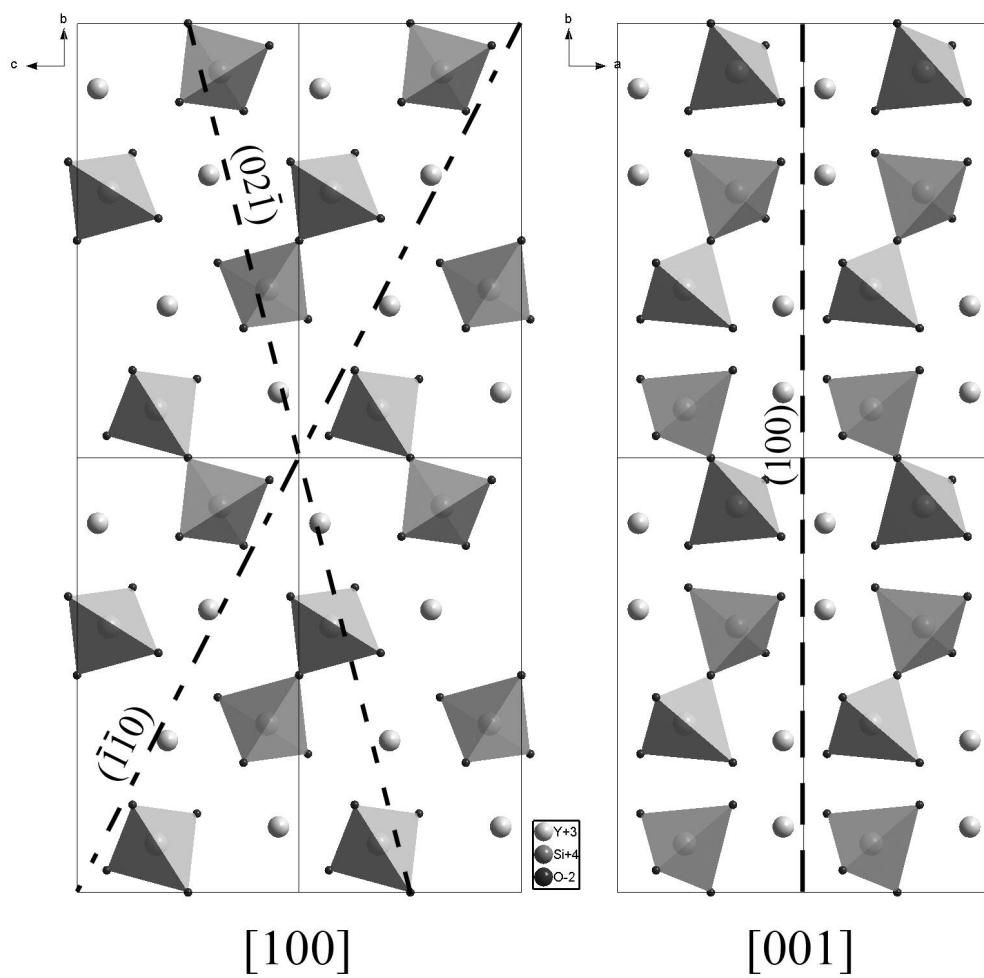 b
c
b
a
(02̄1̄)
(100)
(1̄1̄0)
Y+3
Si+4
O-2
[100]
[001]